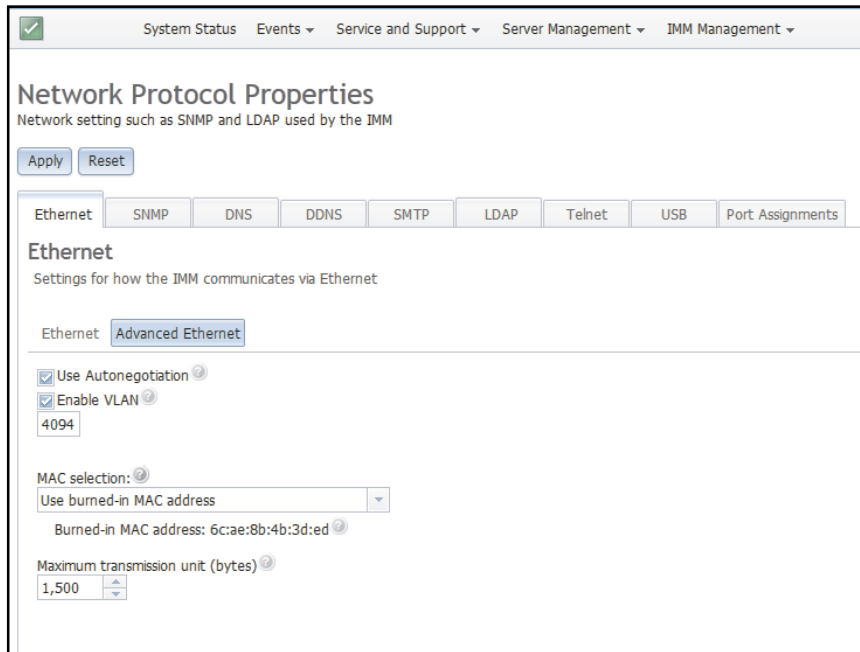 System Status Events Service and Support Server Management IMM Management
Network Protocol Properties
Network setting such as SNMP and LDAP used by the IMM
Apply Reset
Ethernet SNMP DNS DDNS SMTP LDAP Telnet USB Port Assignments
Ethernet
Settings for how the IMM communicates via Ethernet
Ethernet Advanced Ethernet
Use Autonegotiation ?
Enable VLAN ?
4094
MAC selection: ?
Use burned-in MAC address
Burned-in MAC address: 6c:ae:8b:4b:3d:ed ?
Maximum transmission unit (bytes) ?
1,500